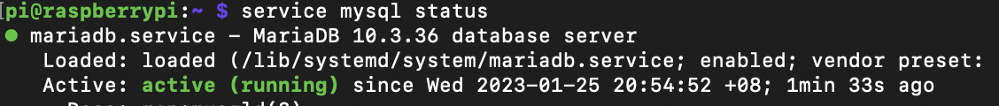 pi@raspberrypi:~ $ service mysql status
● mariadb.service – MariaDB 10.3.36 database server
Loaded: loaded (/lib/systemd/system/mariadb.service; enabled; vendor preset:
Active: active (running) since Wed 2023-01-25 20:54:52 +08; 1min 33s ago